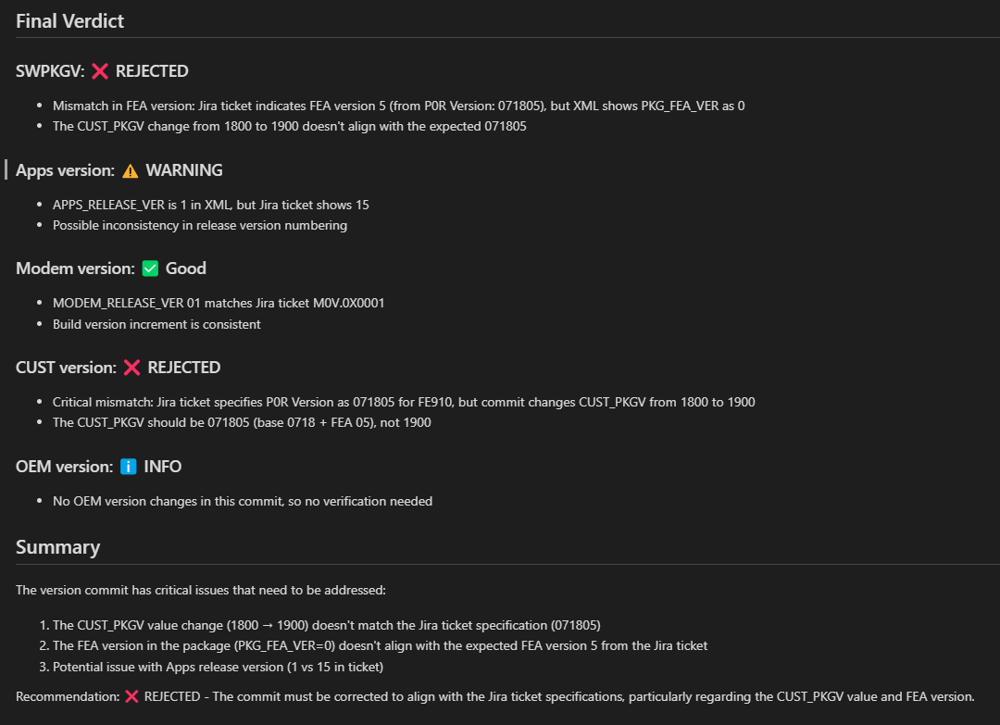 Final Verdict
SWPKGV: ❌ REJECTED
• Mismatch in FEA version: Jira ticket indicates FEA version 5 (from P0R Version: 071805), but XML shows PKG_FEA_VER as 0
• The CUST_PKGV change from 1800 to 1900 doesn't align with the expected 071805
Apps version: ⚠️ WARNING
• APPS_RELEASE_VER is 1 in XML, but Jira ticket shows 15
• Possible inconsistency in release version numbering
Modem version: ✅ Good
• MODEM_RELEASE_VER 01 matches Jira ticket M0V.0X0001
• Build version increment is consistent
CUST version: ❌ REJECTED
• Critical mismatch: Jira ticket specifies P0R Version as 071805 for FE910, but commit changes CUST_PKGV from 1800 to 1900
• The CUST_PKGV should be 071805 (base 0718 + FEA 05), not 1900
OEM version: ℹ️ INFO
• No OEM version changes in this commit, so no verification needed
Summary
The version commit has critical issues that need to be addressed:
1. The CUST_PKGV value change (1800 → 1900) doesn't match the Jira ticket specification (071805)
2. The FEA version in the package (PKG_FEA_VER=0) doesn't align with the expected FEA version 5 from the Jira ticket
3. Potential issue with Apps release version (1 vs 15 in ticket)
Recommendation: ❌ REJECTED - The commit must be corrected to align with the Jira ticket specifications, particularly regarding the CUST_PKGV value and FEA version.